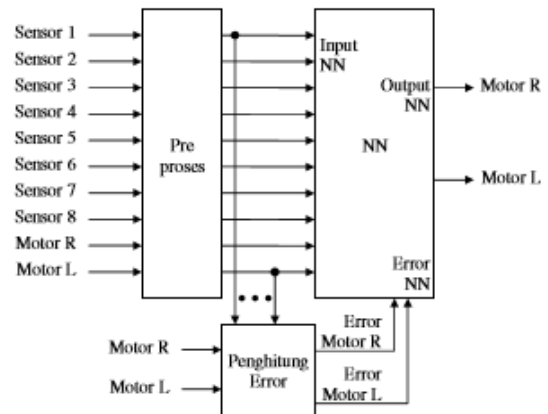 Sensor 1
Sensor 2
Sensor 3
Sensor 4
Sensor 5
Sensor 6
Sensor 7
Sensor 8
Motor R
Motor L
Pre
proses
Input
NN
Output
NN
NN
Error
NN
Motor R
Motor L
Motor R
Motor L
Penghitung
Error
Error
Motor R
Error
Motor L